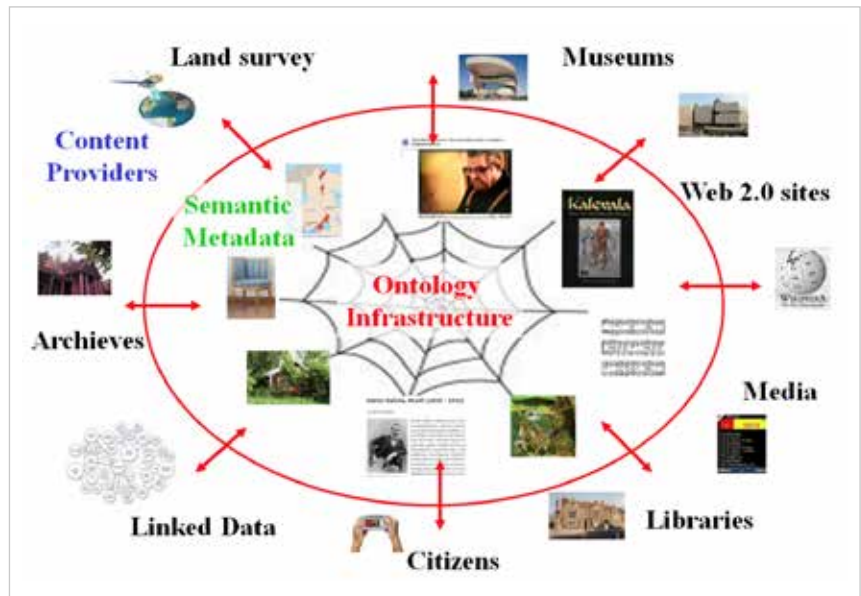 Land survey
Museums
Content
Providers
Web 2.0 sites
Semantic
Metadata
Kalevala
Ontology
Infrastructure
WIKIPEDIA
Archieves
Media
Linked Data
Libraries
Citizens